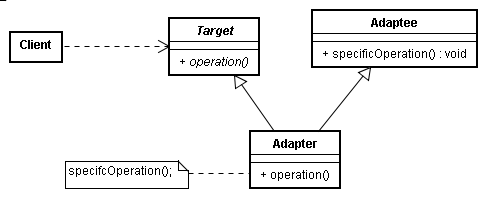 Client
Target
+ operation()
Adaptee
+ specificOperation() : void
Adapter
+ operation()
specifcOperation();